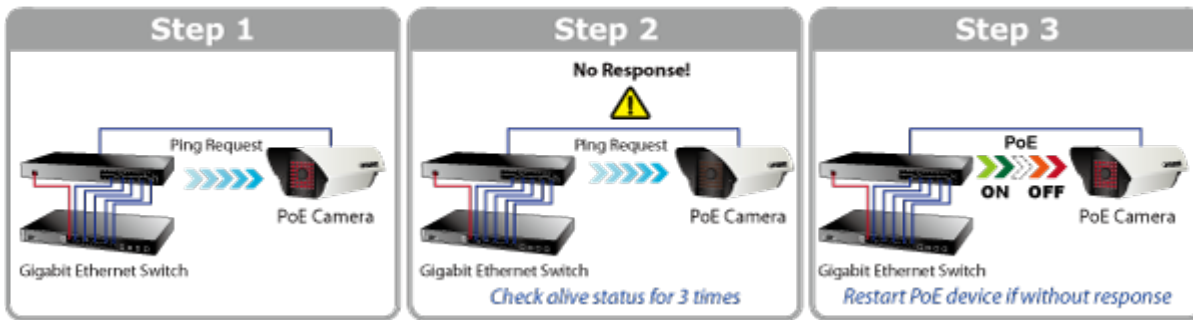 Step 1
Ping Request
PoE Camera
Gigabit Ethernet Switch
Step 2
No Response!
Ping Request
PoE Camera
Gigabit Ethernet Switch
Check alive status for 3 times
Step 3
PoE
ON OFF
PoE Camera
Gigabit Ethernet Switch
Restart PoE device if without response